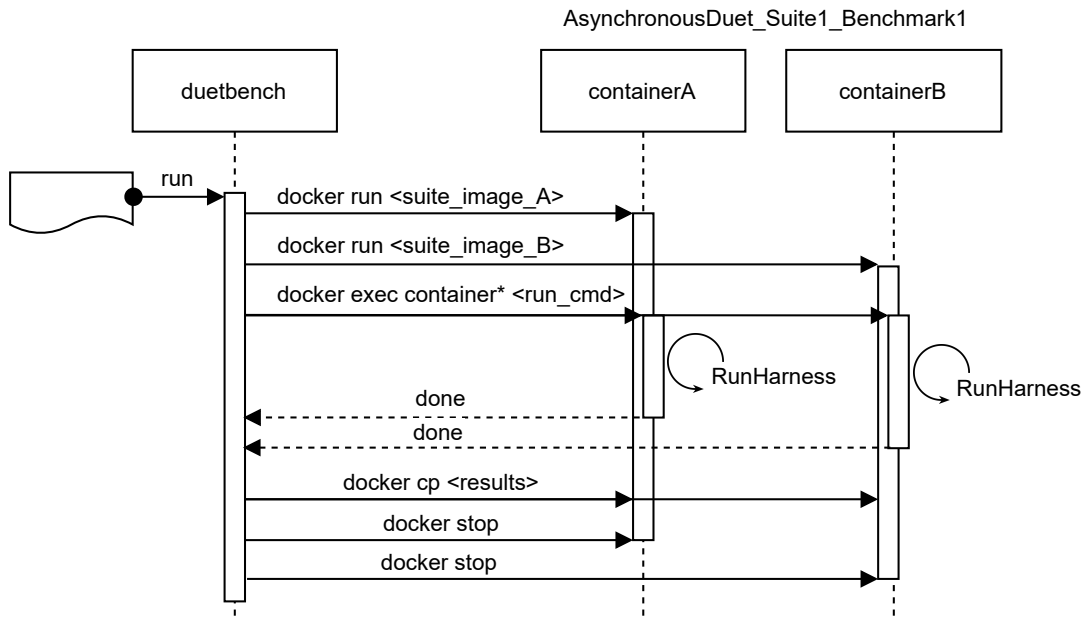 AsynchronousDuet_Suite1_Benchmark1
duetbench
containerA
containerB
run
docker run <suite_image_A>
docker run <suite_image_B>
docker exec container* <run_cmd>
RunHarness
RunHarness
done
done
docker cp <results>
docker stop
docker stop